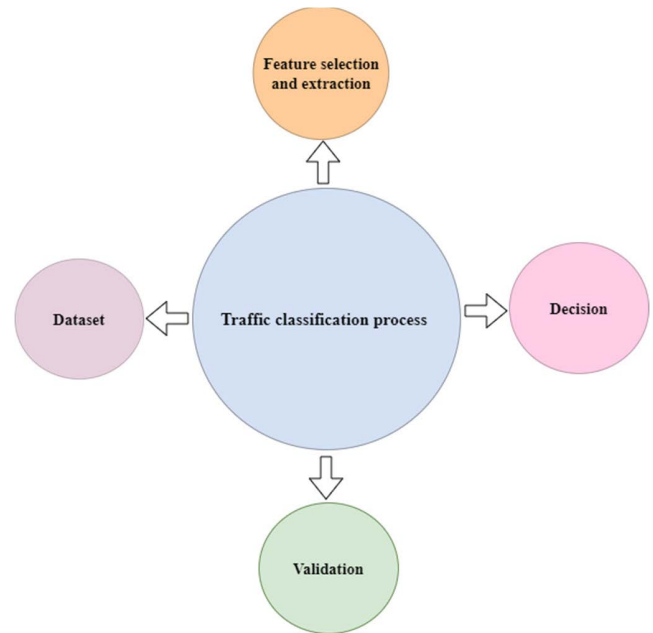 Feature selection
and extraction
Dataset
Traffic classification process
Decision
Validation